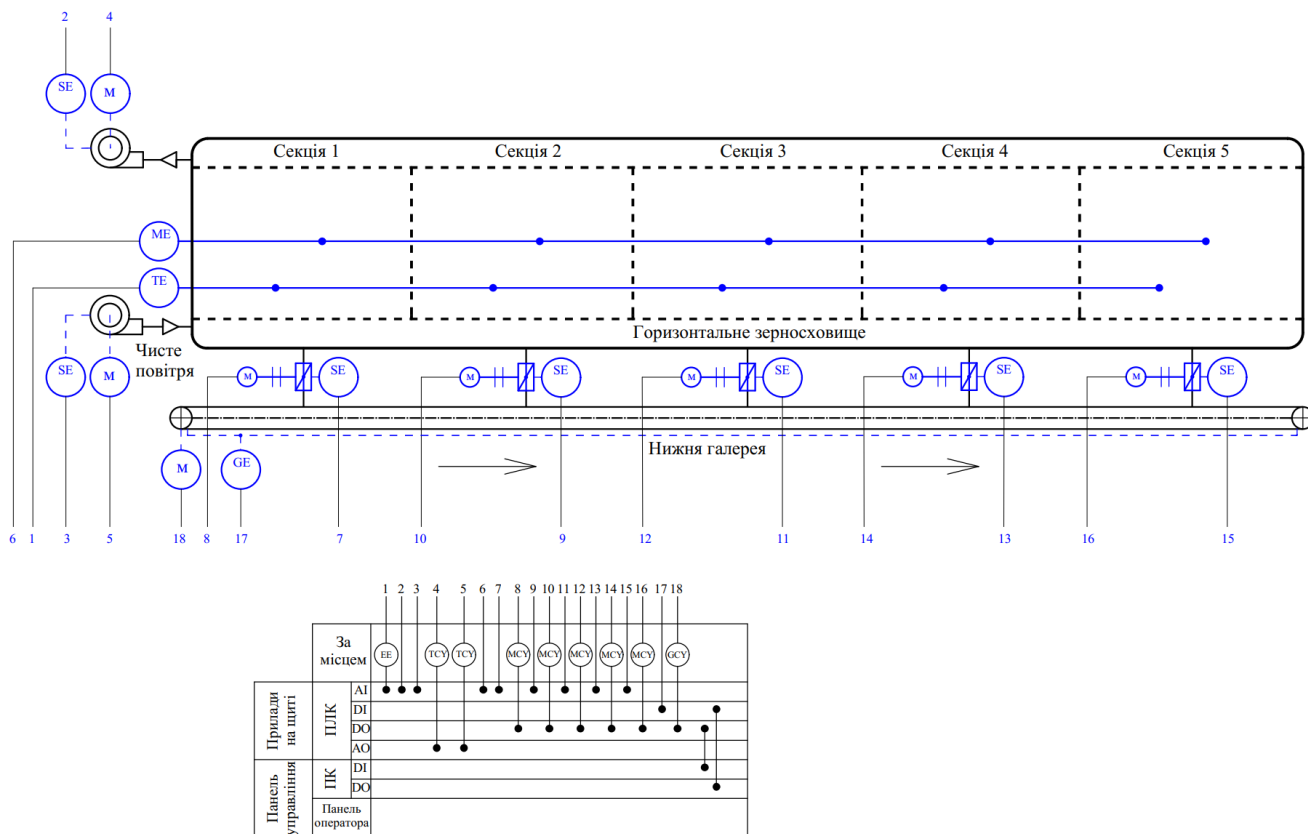 2 4
SE M
Секція 1 Секція 2 Секція 3 Секція 4 Секція 5
ME
TE
Горизонтальне зерносховище
Чисте
повітря
SE M M SE M SE M SE M SE M SE
Нижня галерея
M GE
6 1 3 5 18 8 17 7 10 9 12 11 14 13 16 15
1 2 3 4 5 6 7 8 9 10 11 12 13 14 15 16 17 18
За
місцем
EE TCY TCY MCY MCY MCY MCY MCY GCY
Прилади
на щиті
ПЛК
AI
DI
DO
AO
Панель
управління
ПК
DI
DO
Панель
оператора